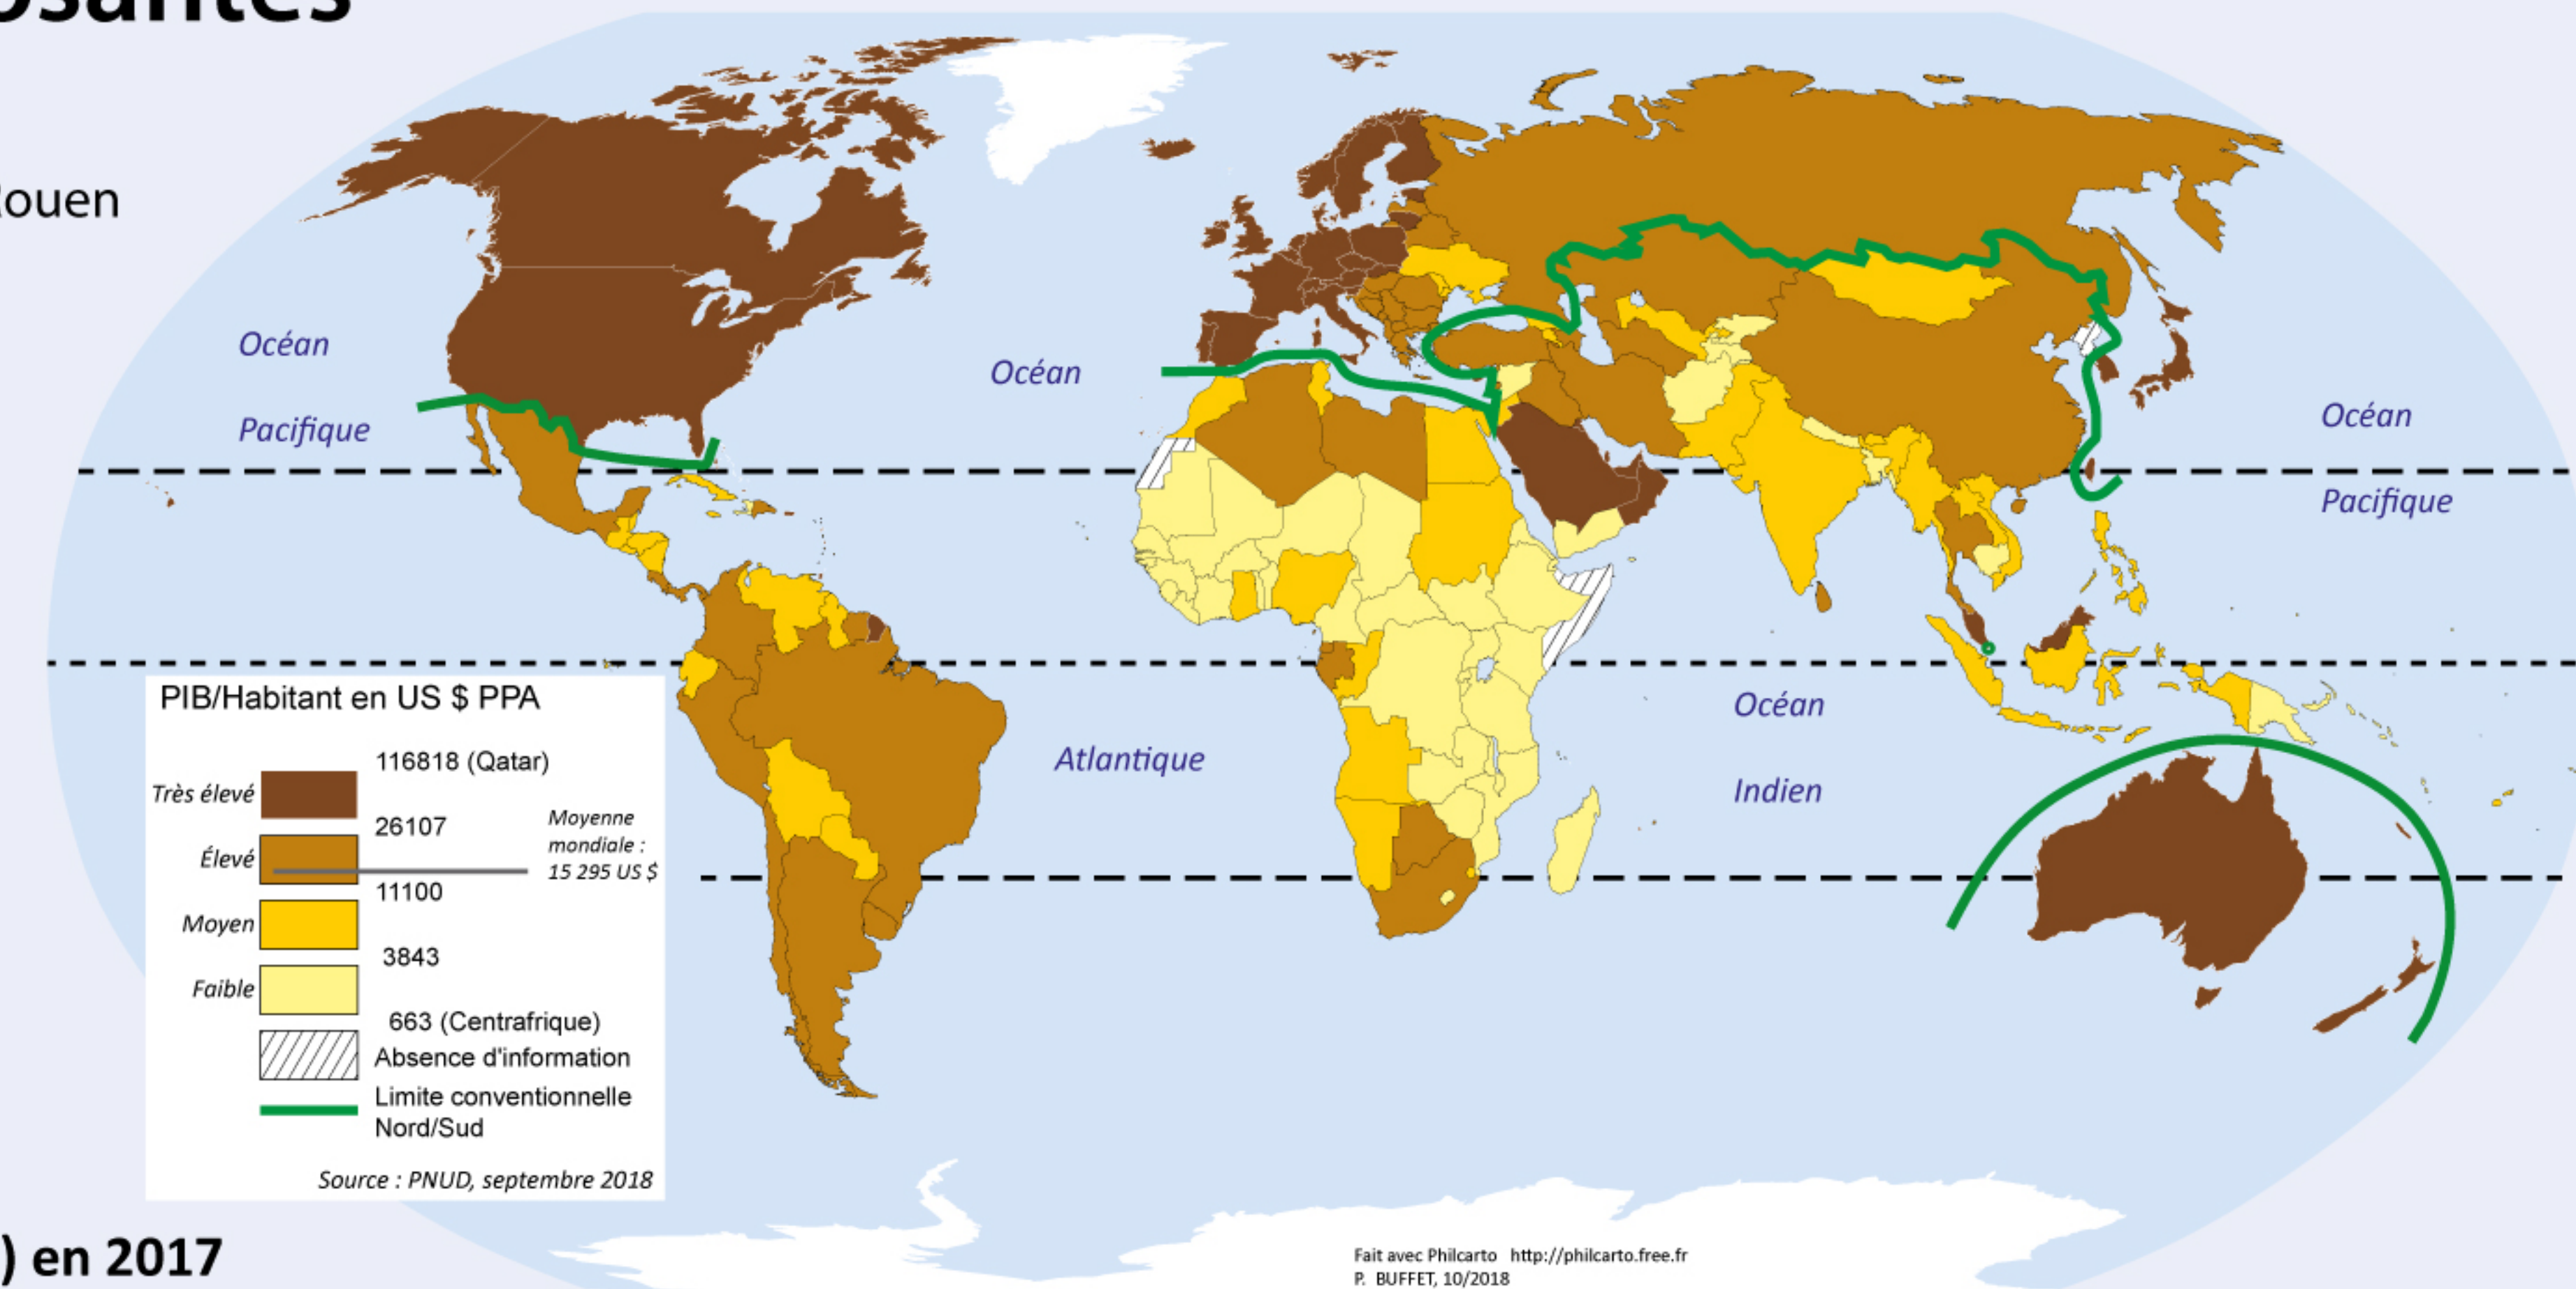 en 2017
Océan
Pacifique
Océan
Atlantique
Océan
Indien
Océan
Pacifique
PIB/Habitant en US $ PPA
116818 (Qatar)
Très élevé
26107
Moyenne
mondiale :
15 295 US $
Élevé
11100
Moyen
3843
Faible
663 (Centrafrique)
Absence d'information
Limite conventionnelle
Nord/Sud
Source : PNUD, septembre 2018
Fait avec Philcarto http://philcarto.free.fr
P. BUFFET, 10/2018